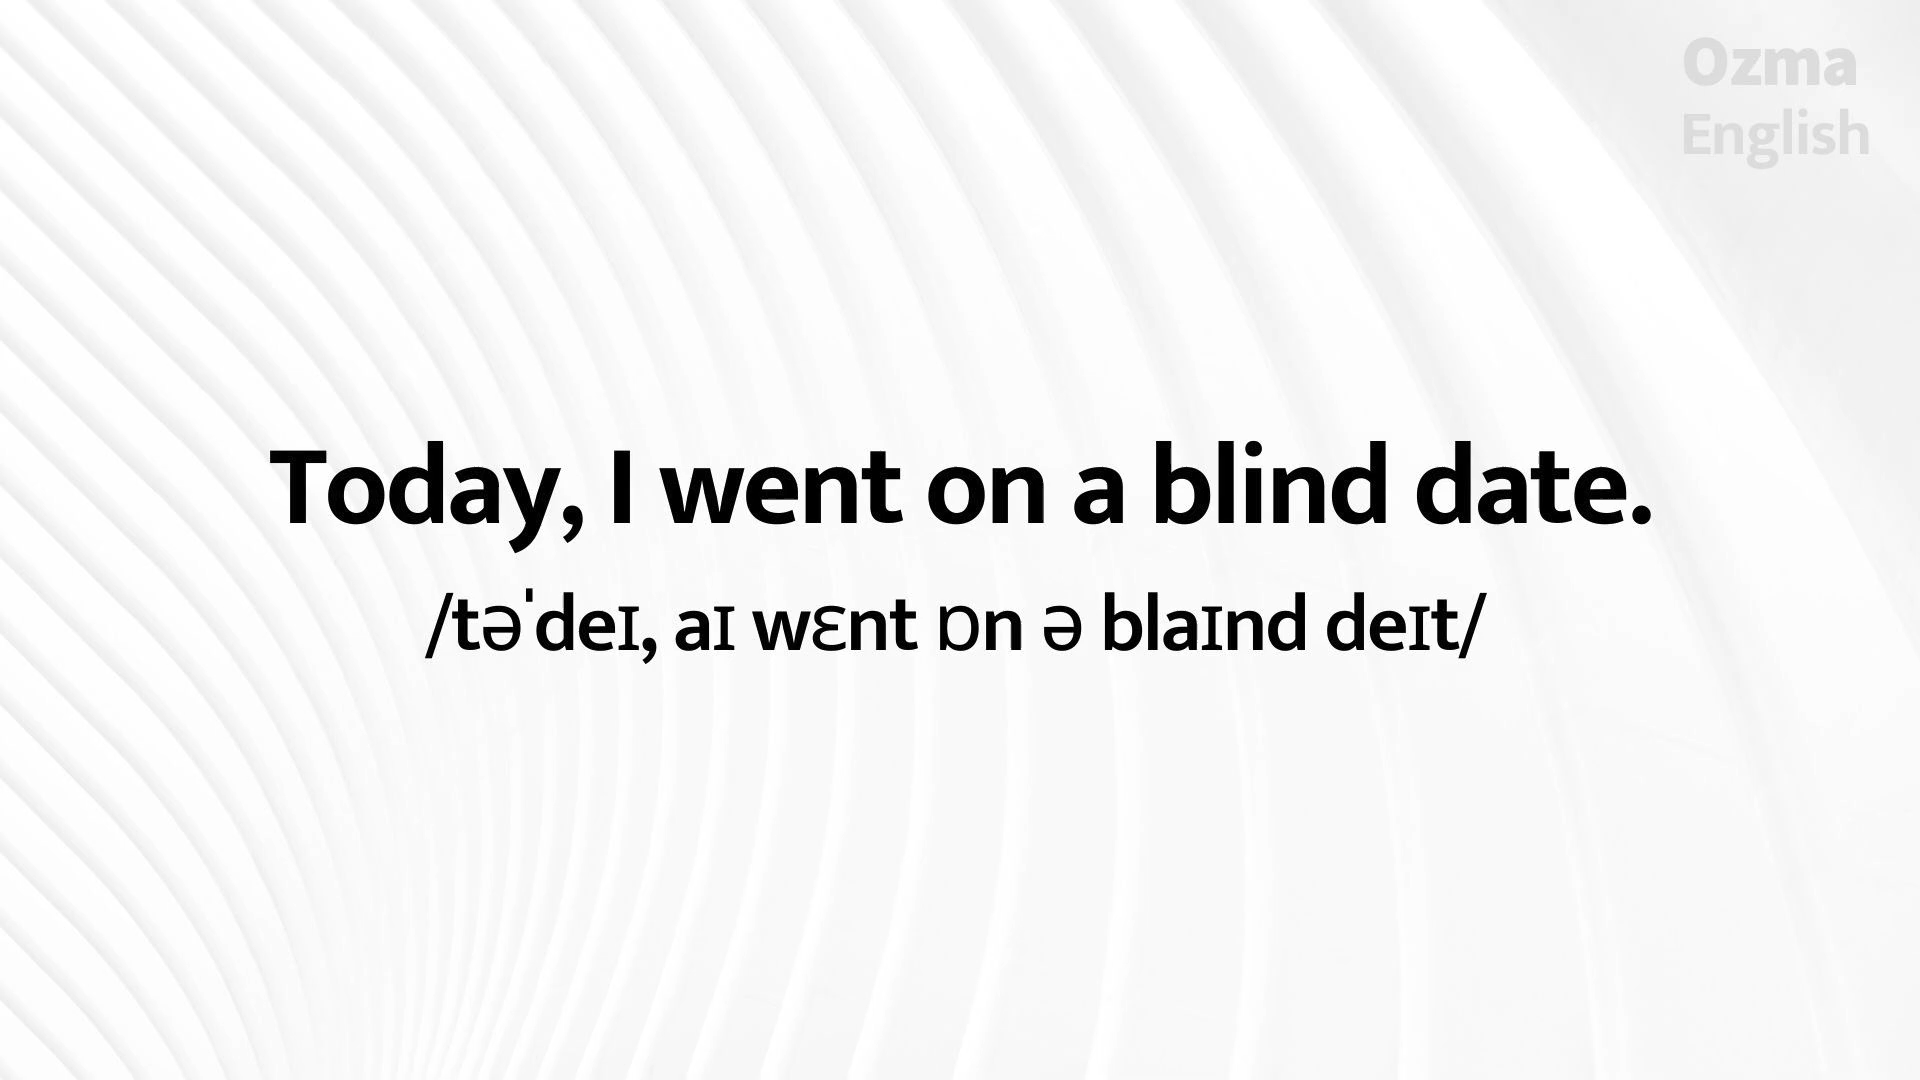 Ozma
English
Today, I went on a blind date.
/təˈdeɪ, aɪ wɛnt ɒn ə blaɪnd deɪt/